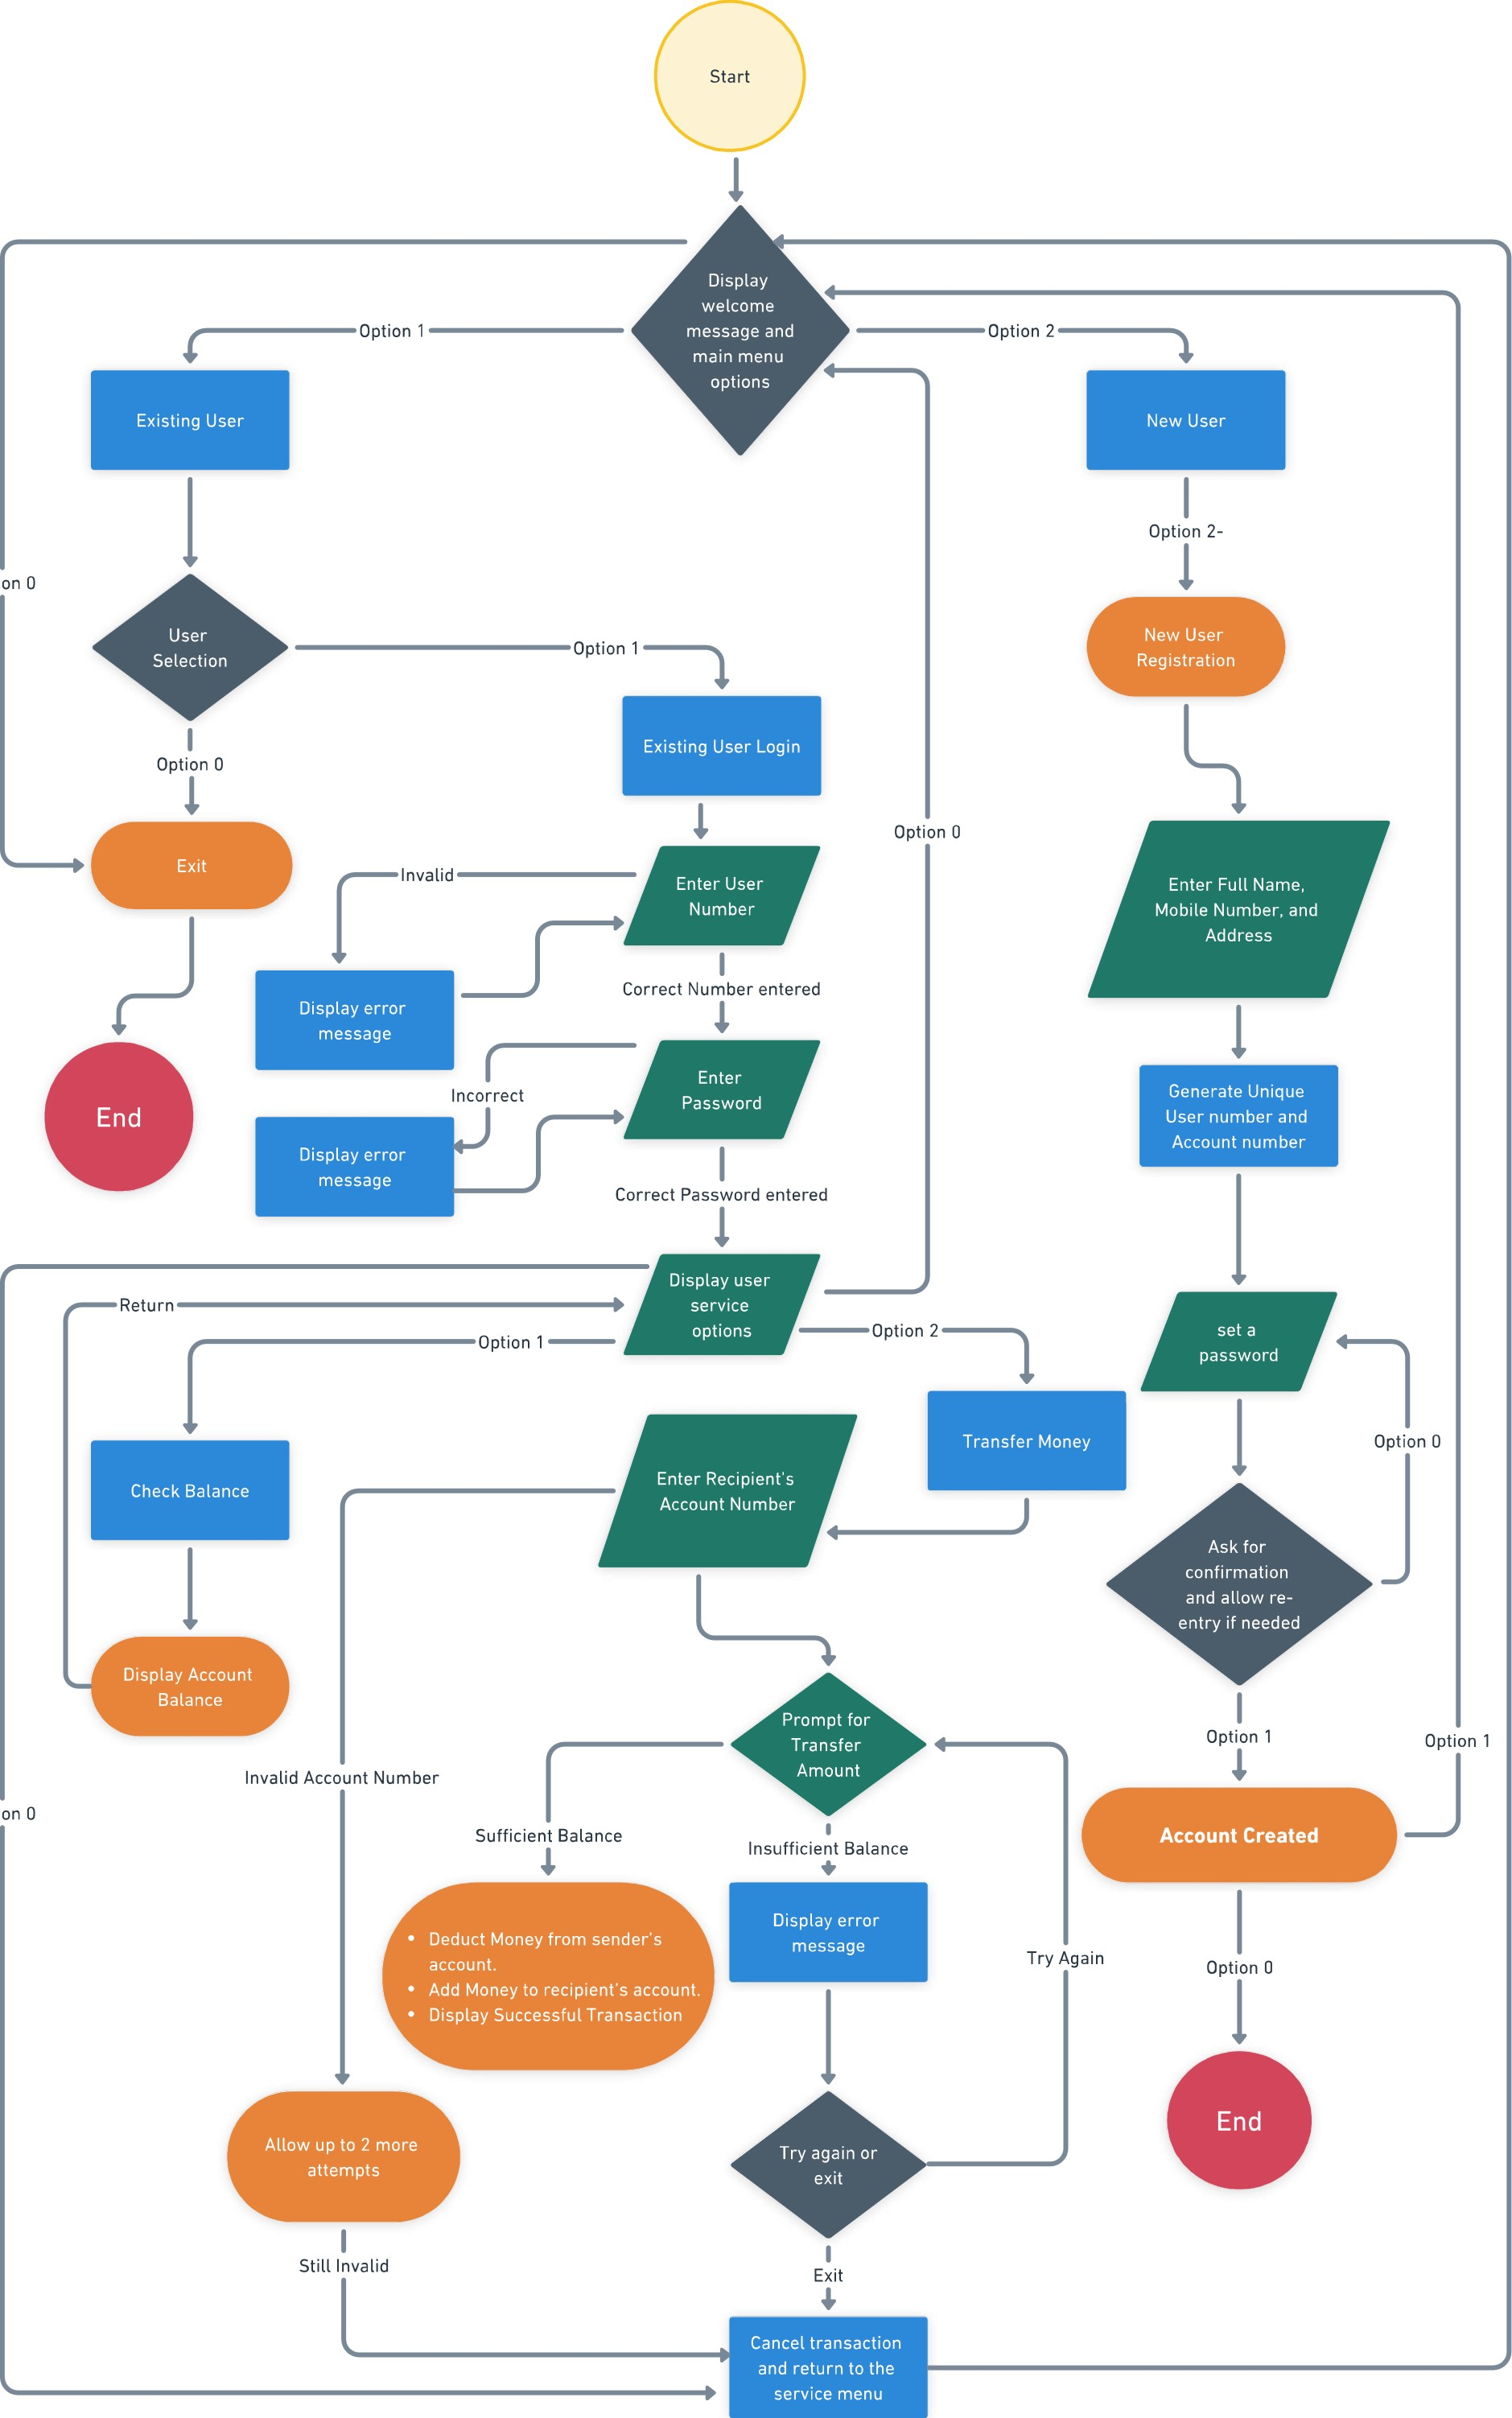 Start
Display
welcome
message and
main menu
options
Option 1
Option 2
Existing User
New User
Option 2-
on 0
User
Selection
Option 1
New User
Registration
Option 0
Existing User Login
Option 0
Exit
Invalid
Enter User
Number
Enter Full Name,
Mobile Number, and
Address
Display error
message
Correct Number entered
End
Enter
Password
Incorrect
Generate Unique
User number and
Account number
Display error
message
Correct Password entered
Display user
service
options
Return
Option 1
Option 2
set a
password
Check Balance
Enter Recipient's
Account Number
Transfer Money
Option 0
Ask for
confirmation
and allow re-
entry if needed
Display Account
Balance
Prompt for
Transfer
Amount
Option 1
Option 1
Invalid Account Number
on 0
Sufficient Balance
Insufficient Balance
Account Created
• Deduct Money from sender's
account.
• Add Money to recipient's account.
• Display Successful Transaction
Display error
message
Try Again
Option 0
Allow up to 2 more
attempts
Try again or
exit
End
Still Invalid
Exit
Cancel transaction
and return to the
service menu